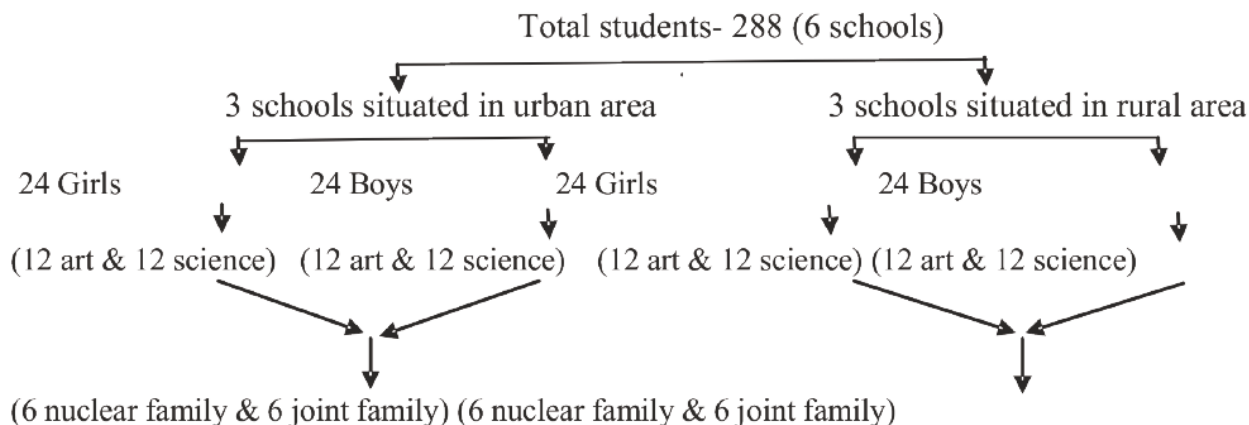 Total students- 288 (6 schools)
3 schools situated in urban area 3 schools situated in rural area
24 Girls 24 Boys 24 Girls 24 Boys
(12 art & 12 science) (12 art & 12 science) (12 art & 12 science) (12 art & 12 science)
(6 nuclear family & 6 joint family) (6 nuclear family & 6 joint family)